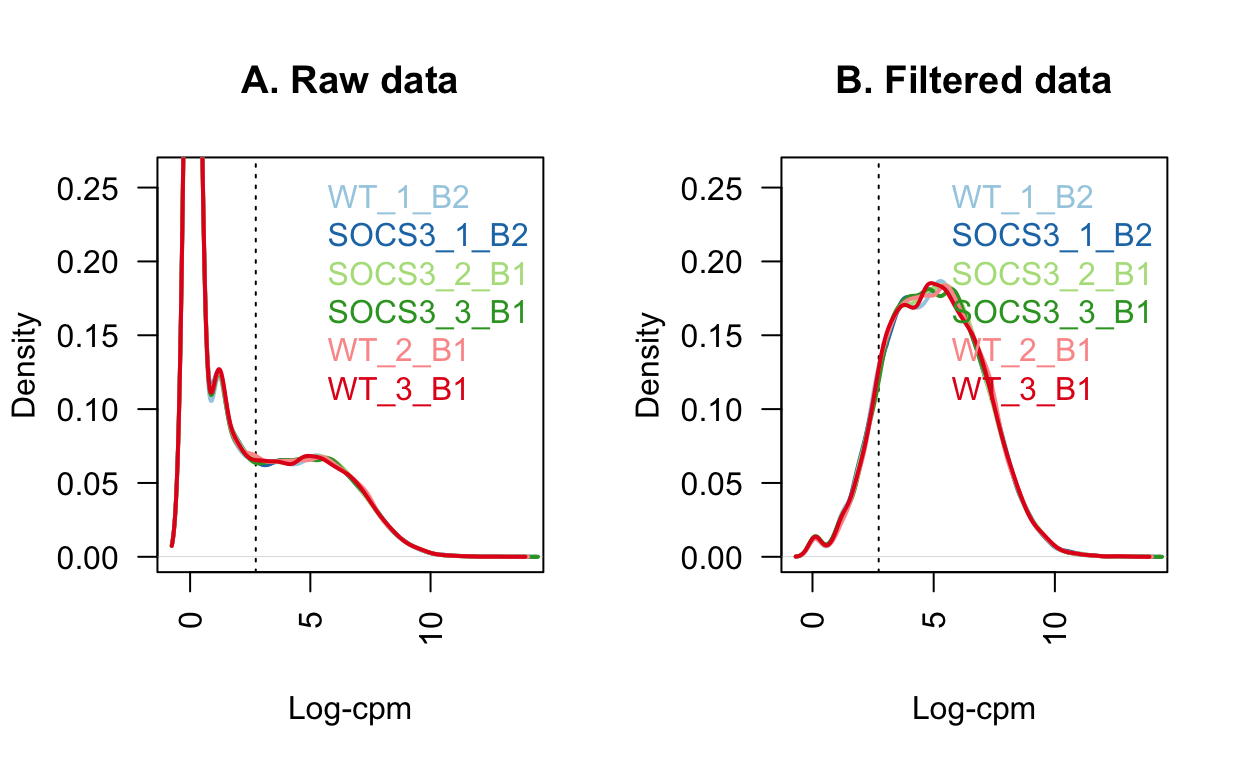 A. Raw data
Density
0.25
0.20
0.15
0.10
0.05
0.00
WT_1_B2
SOCS3_1_B2
SOCS3_2_B1
SOCS3_3_B1
WT_2_B1
WT_3_B1
0
5
10
Log-cpm
B. Filtered data
Density
0.25
0.20
0.15
0.10
0.05
0.00
WT_1_B2
SOCS3_1_B2
SOCS3_2_B1
SOCS3_3_B1
WT_2_B1
WT_3_B1
0
5
10
Log-cpm